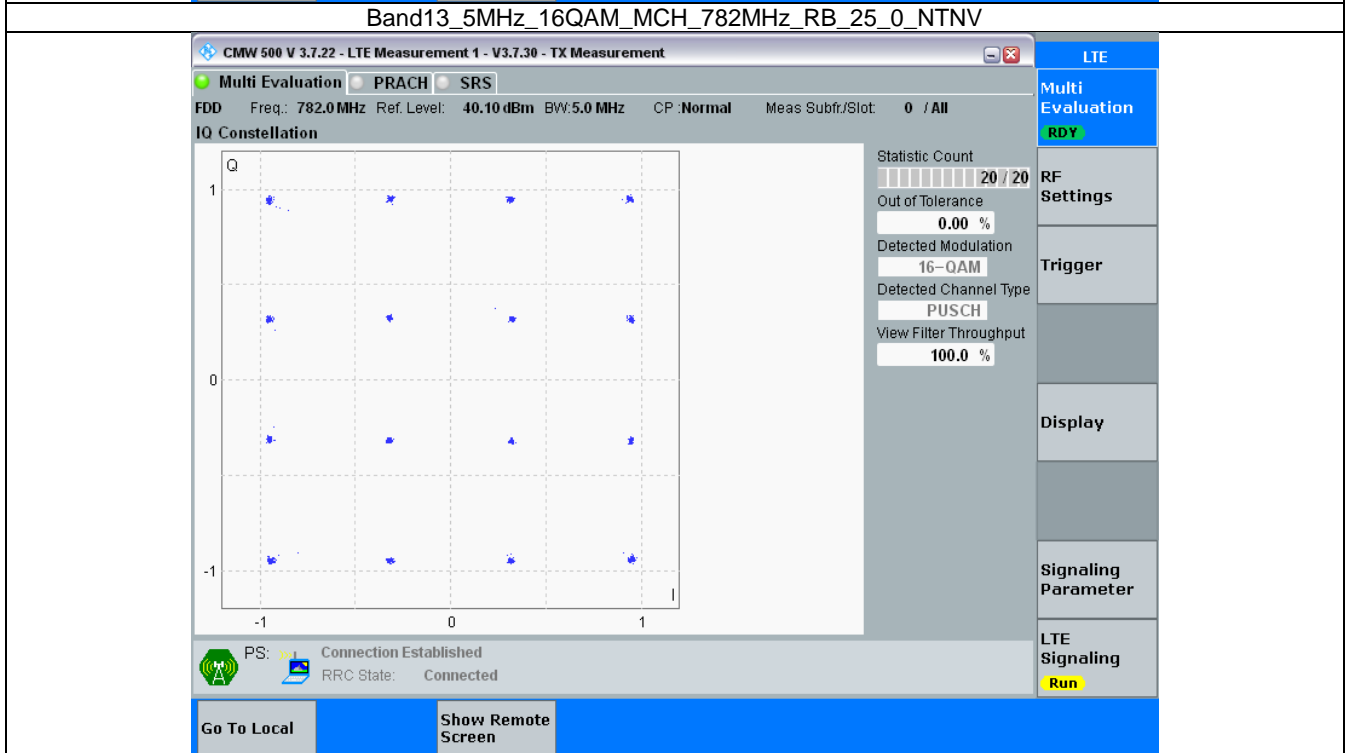 Band13_5MHz_16QAM_MCH_782MHz_RB_25_0_NTNV
CMW 500 V 3.7.22 - LTE Measurement 1 - V3.7.30 - TX Measurement
LTE
Multi Evaluation PRACH SRS
Multi
Evaluation
RDY
FDD Freq.: 782.0 MHz Ref. Level: 40.10 dBm BW:5.0 MHz CP :Normal Meas Subfr./Slot: 0 / All
IQ Constellation
Q
1
0
-1
-1 0 1
I
Statistic Count
20 / 20
Out of Tolerance
0.00 %
Detected Modulation
16-QAM
Detected Channel Type
PUSCH
View Filter Throughput
100.0 %
RF
Settings
Trigger
Display
Signaling
Parameter
LTE
Signaling
Run
PS: Connection Established
RRC State: Connected
Go To Local
Show Remote
Screen